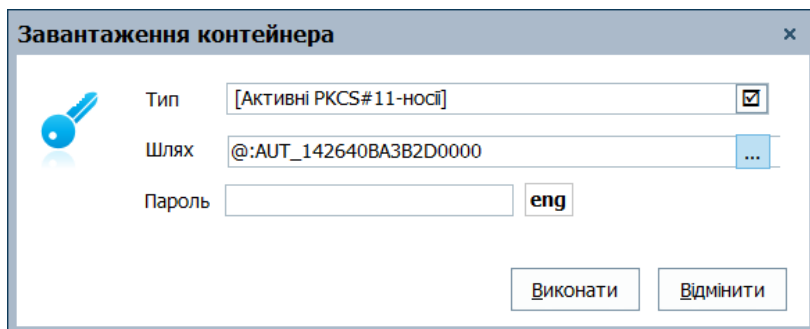 Завантаження контейнера
Тип [Активні PKCS#11-носії]
Шлях @:AUT_142640BA3B2D0000 ...
Пароль eng
Виконати Відмінити